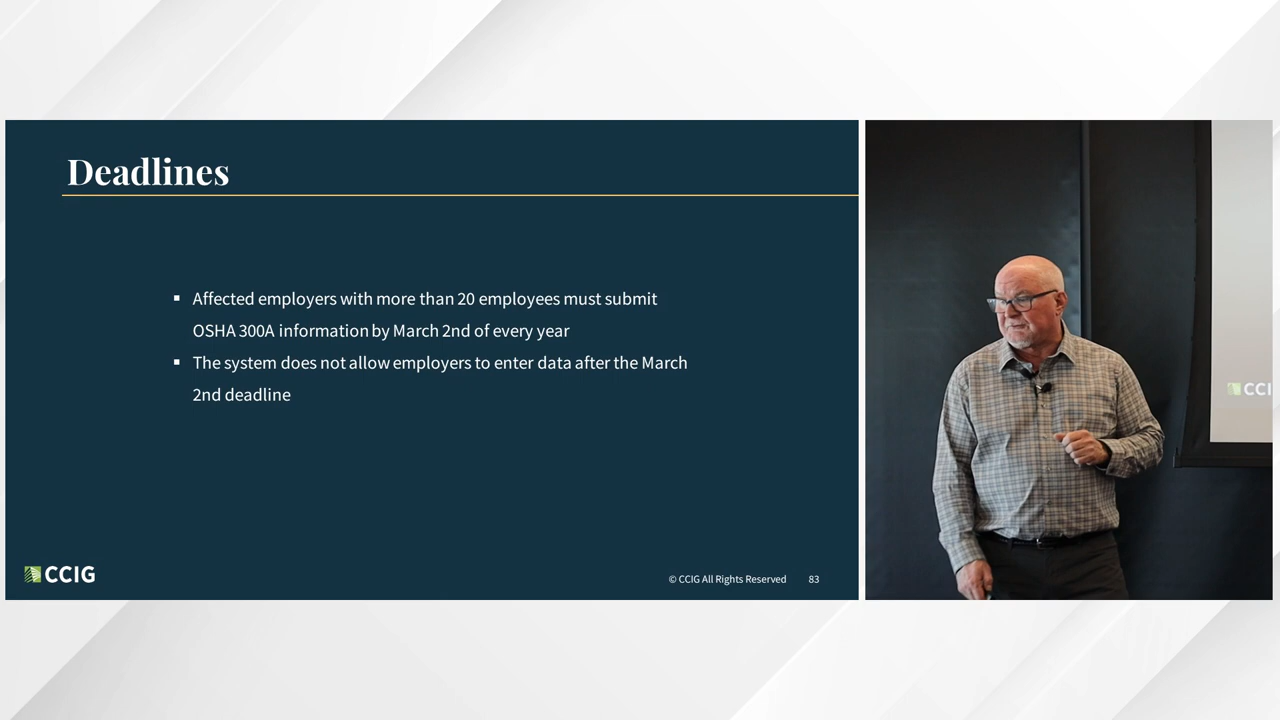 Deadlines
▪ Affected employers with more than 20 employees must submit
OSHA 300A information by March 2nd of every year
▪ The system does not allow employers to enter data after the March
2nd deadline
CCIG
© CCIG All Rights Reserved 83
CCI